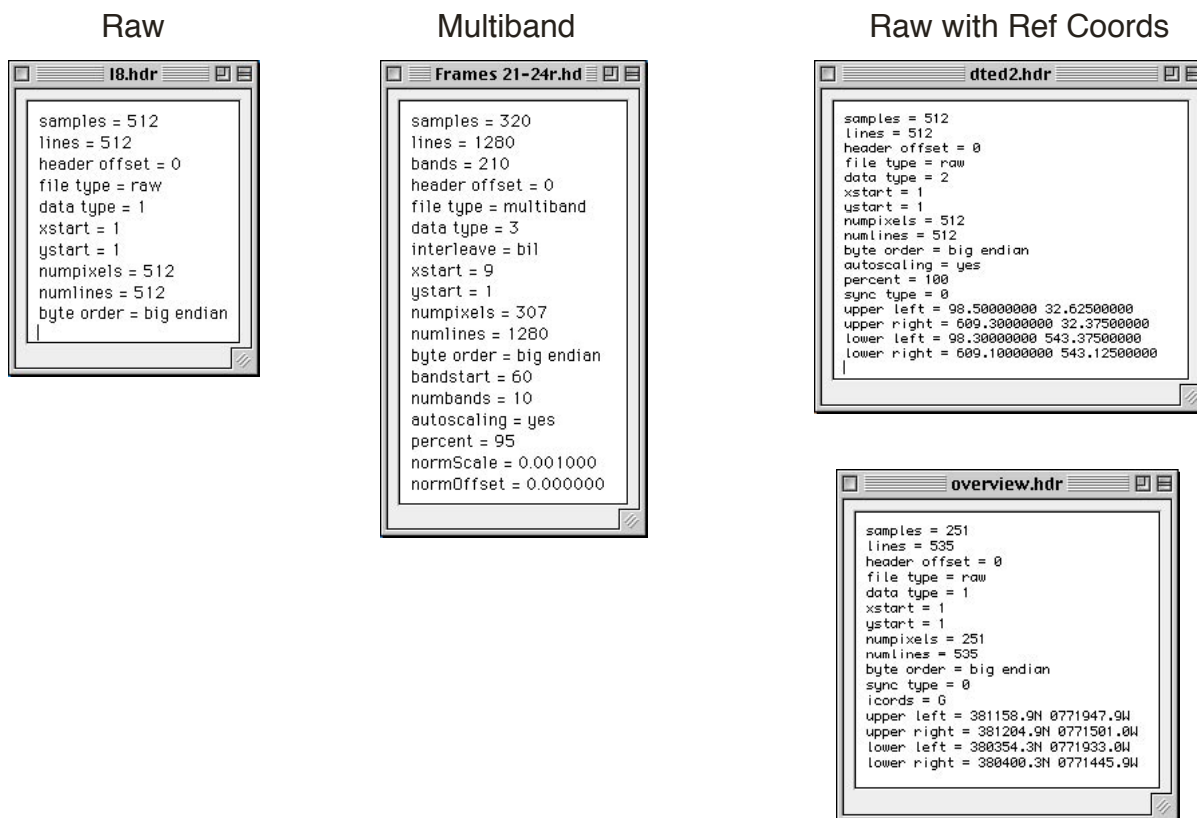 Raw
l8.hdr
samples = 512
lines = 512
header offset = 0
file type = raw
data type = 1
xstart = 1
ystart = 1
numpixels = 512
numlines = 512
byte order = big endian
Multiband
Frames 21-24r.hd
samples = 320
lines = 1280
bands = 210
header offset = 0
file type = multiband
data type = 3
interleave = bil
xstart = 9
ystart = 1
numpixels = 307
numlines = 1280
byte order = big endian
bandstart = 60
numbands = 10
autoscaling = yes
percent = 95
normScale = 0.001000
normOffset = 0.000000
Raw with Ref Coords
dted2.hdr
samples = 512
lines = 512
header offset = 0
file type = raw
data type = 2
xstart = 1
ystart = 1
numpixels = 512
numlines = 512
byte order = big endian
autoscaling = yes
percent = 100
sync type = 0
upper left = 98.50000000 32.62500000
upper right = 609.30000000 32.37500000
lower left = 98.30000000 543.37500000
lower right = 609.10000000 543.12500000
overview.hdr
samples = 251
lines = 535
header offset = 0
file type = raw
data type = 1
xstart = 1
ystart = 1
numpixels = 251
numlines = 535
byte order = big endian
sync type = 0
icords = G
upper left = 381158.9N 0771947.9W
upper right = 381204.9N 0771501.0W
lower left = 380354.3N 0771933.0W
lower right = 380400.3N 0771445.9W